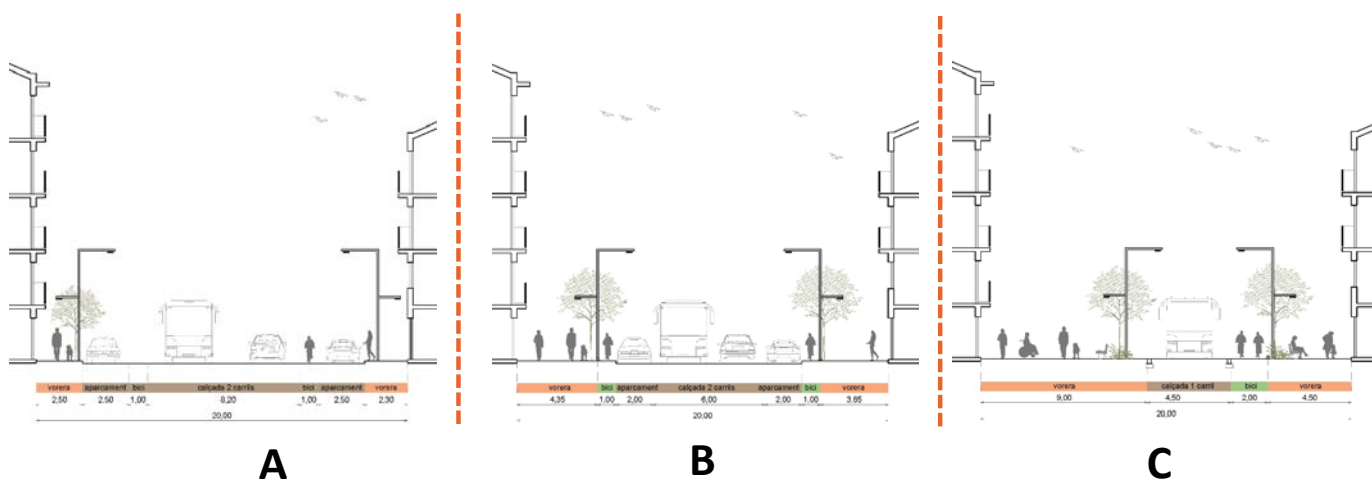 vorera aparcament bici calçada 2 carrils bici aparcament vorera
2,50 2.50 1,00 8,20 1,00 2,50 2,30
20,00
A
vorera bici aparcament calçada 2 carrils aparcament bici vorera
4,35 1,00 2,00 6,00 2,00 1,00 3.65
20,00
B
vorera calçada 1 carril bici vorera
9,00 4,50 2,00 4.50
20,00
C